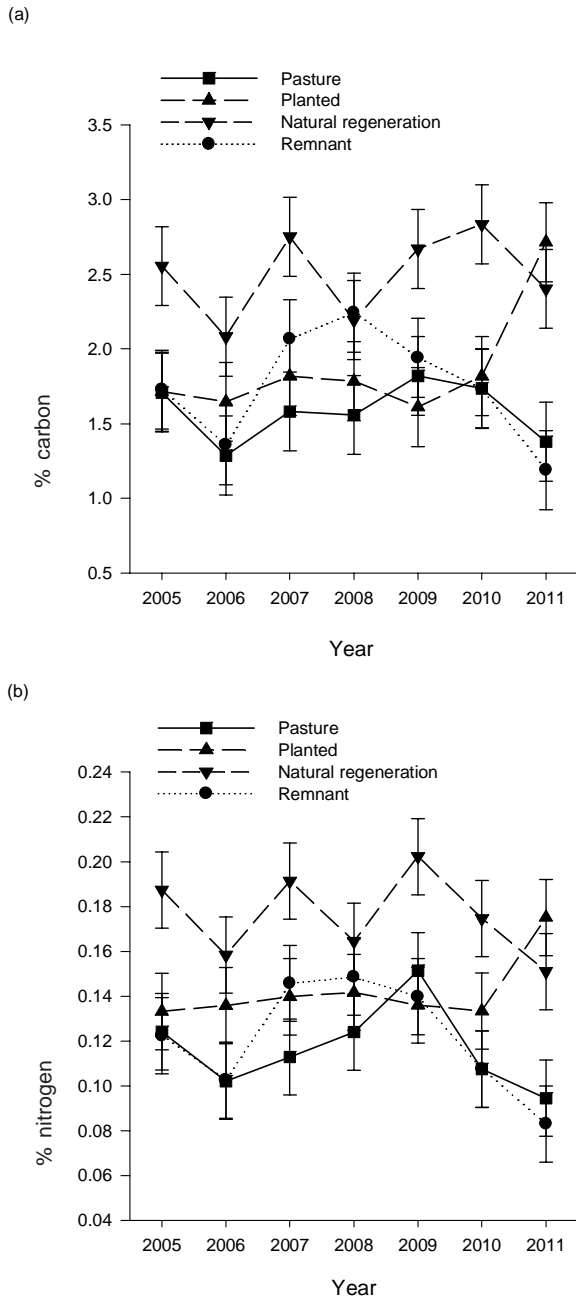 (a)
Pasture
Planted
Natural regeneration
Remnant
3.5
3.0
2.5
2.0
1.5
1.0
0.5
% carbon
2005 2006 2007 2008 2009 2010 2011
Year
(b)
Pasture
Planted
Natural regeneration
Remnant
0.24
0.22
0.20
0.18
0.16
0.14
0.12
0.10
0.08
0.06
0.04
% nitrogen
2005 2006 2007 2008 2009 2010 2011
Year